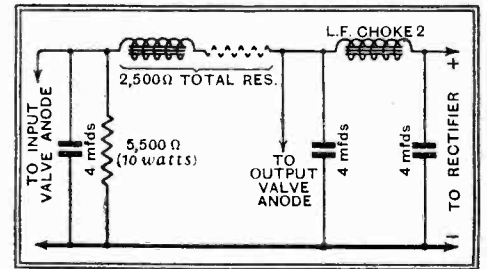 L.F. CHOKE 2
2,500Ω TOTAL RES.
TO INPUT
VALVE ANODE
4 mfds
5,500 Ω
(10 watts)
TO
OUTPUT
VALVE
ANODE
4 mfds
4 mfds
+
TO RECTIFIER
−